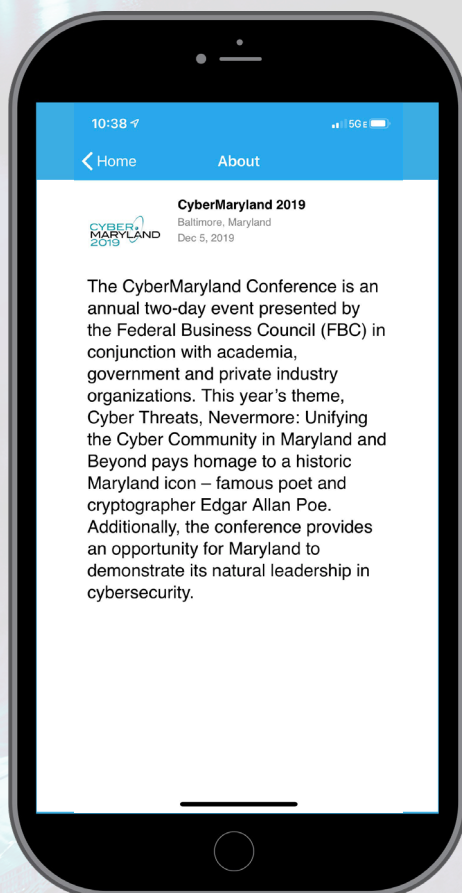 10:38
5G E
Home
About
CyberMaryland 2019
Baltimore, Maryland
Dec 5, 2019
CYBER
MARYLAND
2019
The CyberMaryland Conference is an
annual two-day event presented by
the Federal Business Council (FBC) in
conjunction with academia,
government and private industry
organizations. This year’s theme,
Cyber Threats, Nevermore: Unifying
the Cyber Community in Maryland and
Beyond pays homage to a historic
Maryland icon – famous poet and
cryptographer Edgar Allan Poe.
Additionally, the conference provides
an opportunity for Maryland to
demonstrate its natural leadership in
cybersecurity.